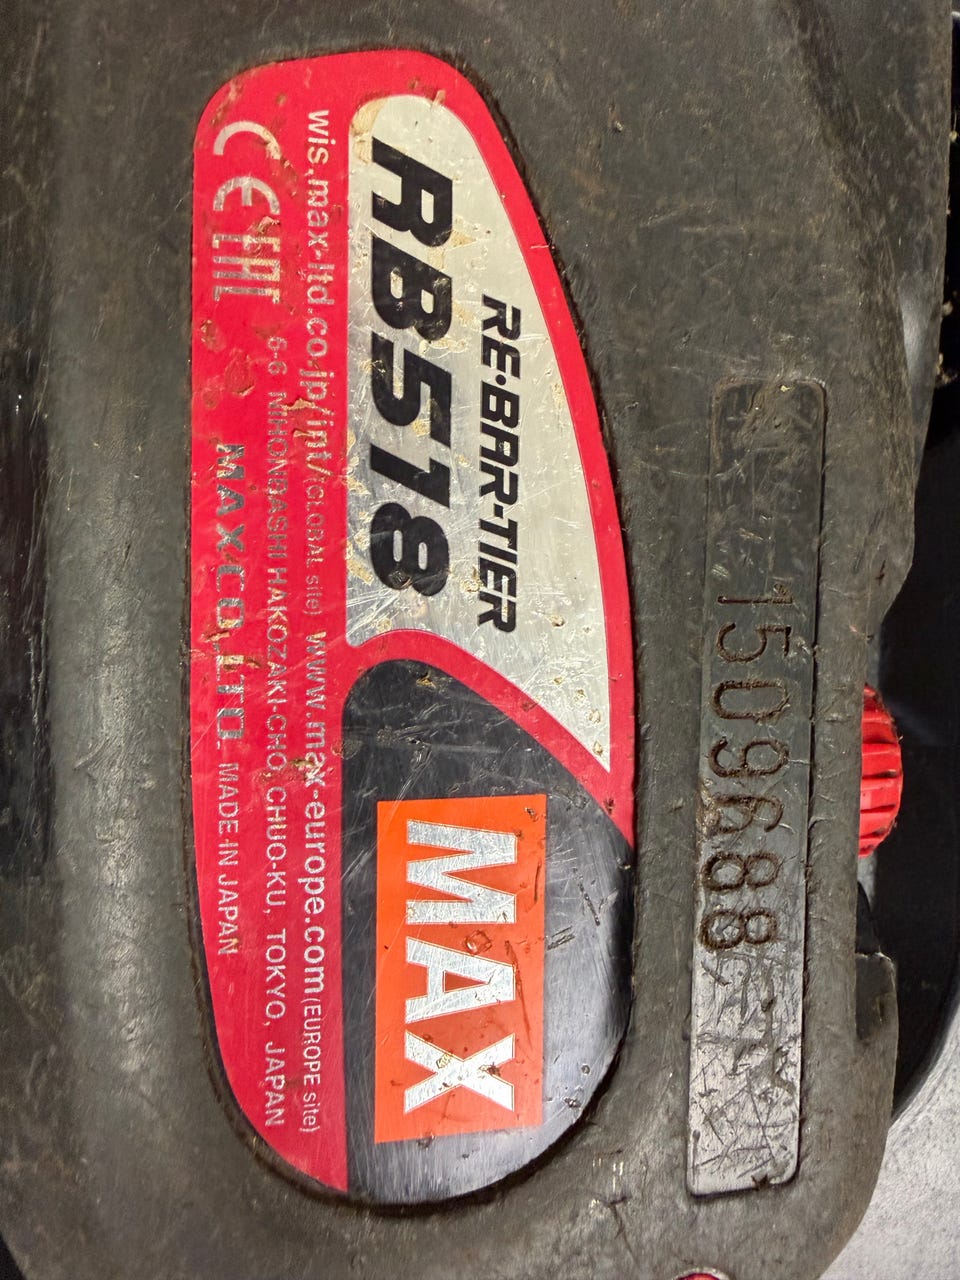 1509688
RE-BAR-TIER
RB518
MAX
wis.max-ltd.co.jp/int/(GLOBAL site) www.max-europe.com(EUROPE site)
6-6 NIHONBASHI HAKOZAKI-CHO, CHUO-KU, TOKYO, JAPAN
CE EAC MAX CO., LTD. MADE IN JAPAN